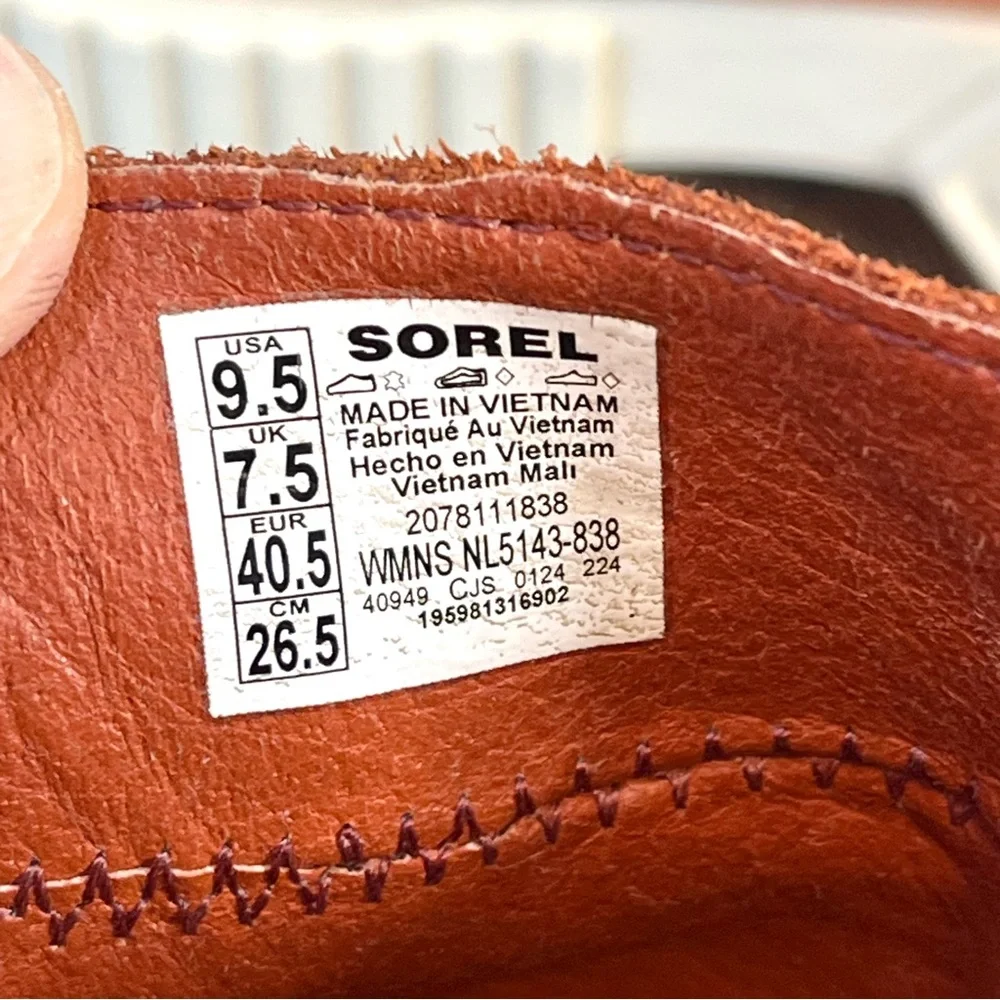 USA
9.5
UK
7.5
EUR
40.5
CM
26.5
SOREL
MADE IN VIETNAM
Fabriqué Au Vietnam
Hecho en Vietnam
Vietnam Malı
2078111838
WMNS NL5143-838
40949 CJS 0124 224
195981316902